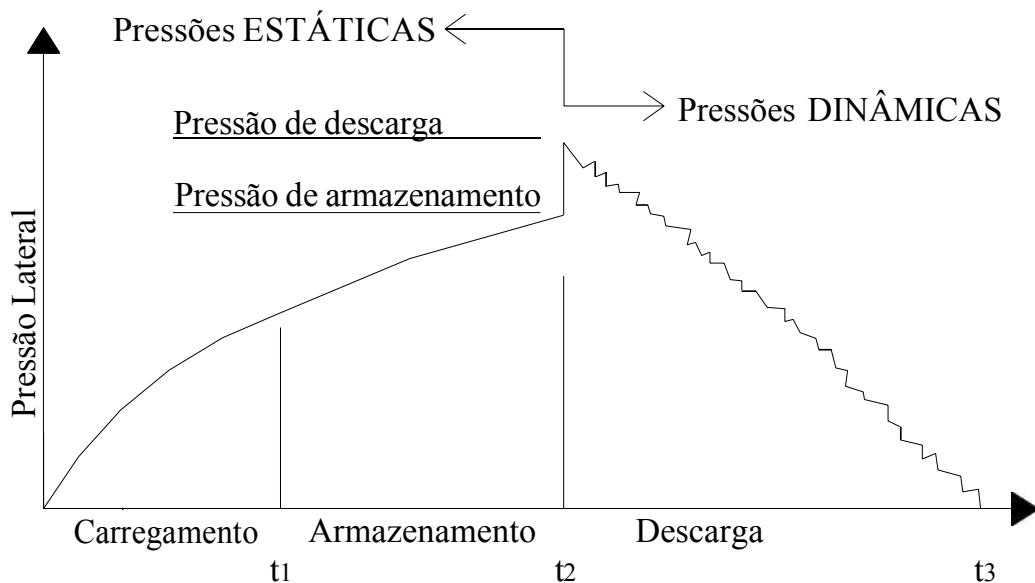 Pressões ESTÁTICAS
Pressões DINÂMICAS
Pressão de descarga
Pressão de armazenamento
Pressão Lateral
Carregamento
Armazenamento
Descarga
t1
t2
t3